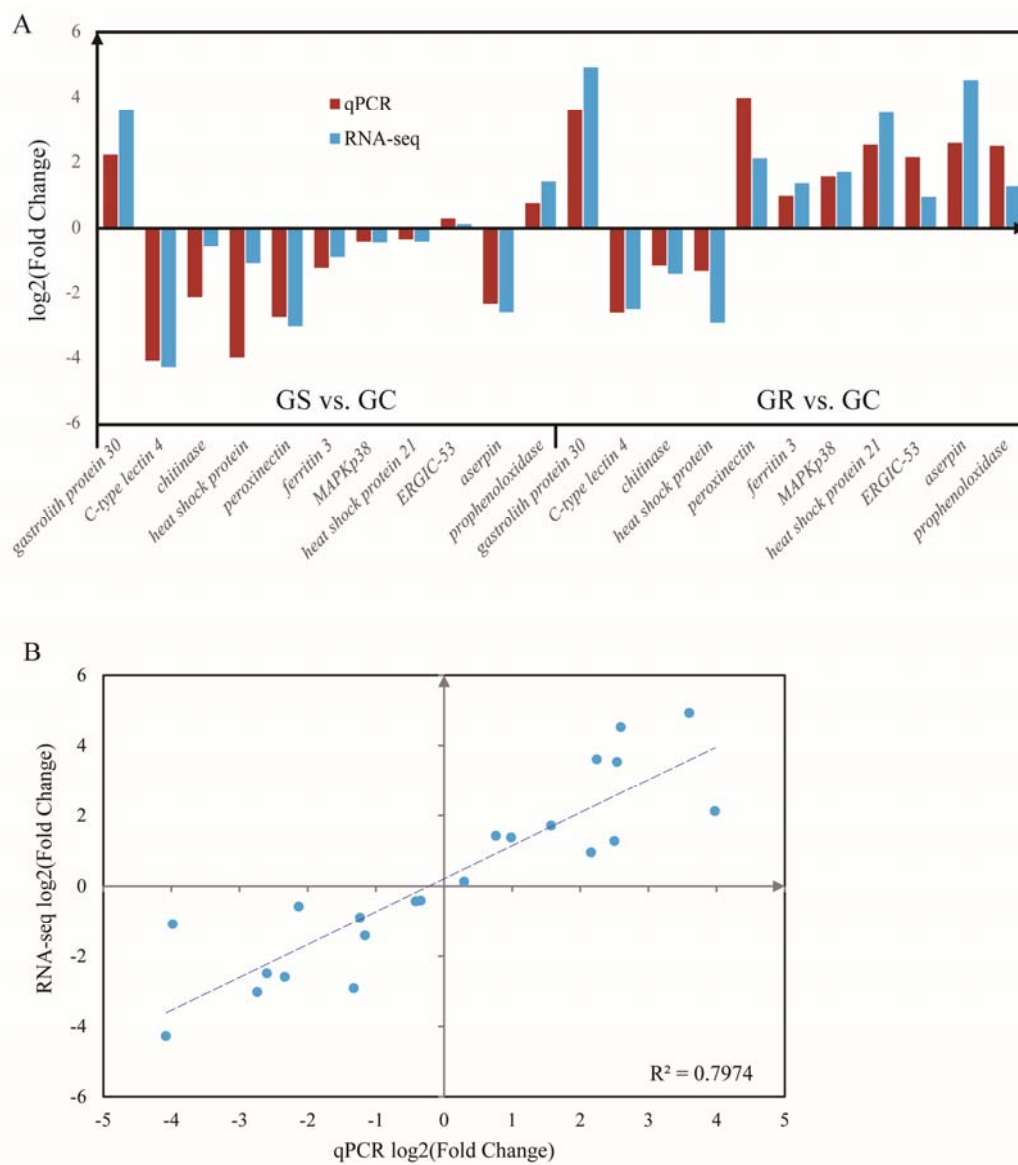 A
6
4
2
0
-2
-4
-6
log2(Fold Change)
qPCR
RNA-seq
GS vs. GC
GR vs. GC
gastrolith protein 30
C-type lectin 4
chitinase
heat shock protein
peroxinectin
ferritin 3
MAPKp38
heat shock protein 21
ERGIC-53
aserpin
prophenoloxidase
gastrolith protein 30
C-type lectin 4
chitinase
heat shock protein
peroxinectin
ferritin 3
MAPKp38
heat shock protein 21
ERGIC-53
aserpin
prophenoloxidase
B
6
4
2
0
-2
-4
-6
RNA-seq log2(Fold Change)
R² = 0.7974
-5 -4 -3 -2 -1 0 1 2 3 4 5
qPCR log2(Fold Change)